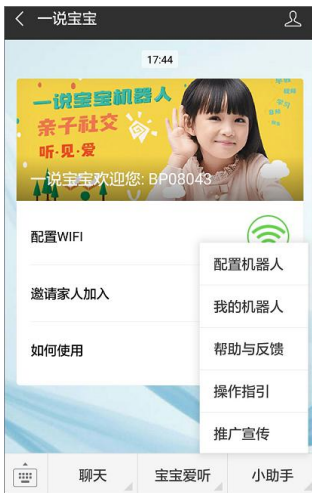 一说宝宝
17:44
一说宝宝机器人
亲子社交
听·见·爱
一说宝宝欢迎您: BP08043
配置WIFI
邀请家人加入
如何使用
配置机器人
我的机器人
帮助与反馈
操作指引
推广宣传
聊天
宝宝爱听
小助手